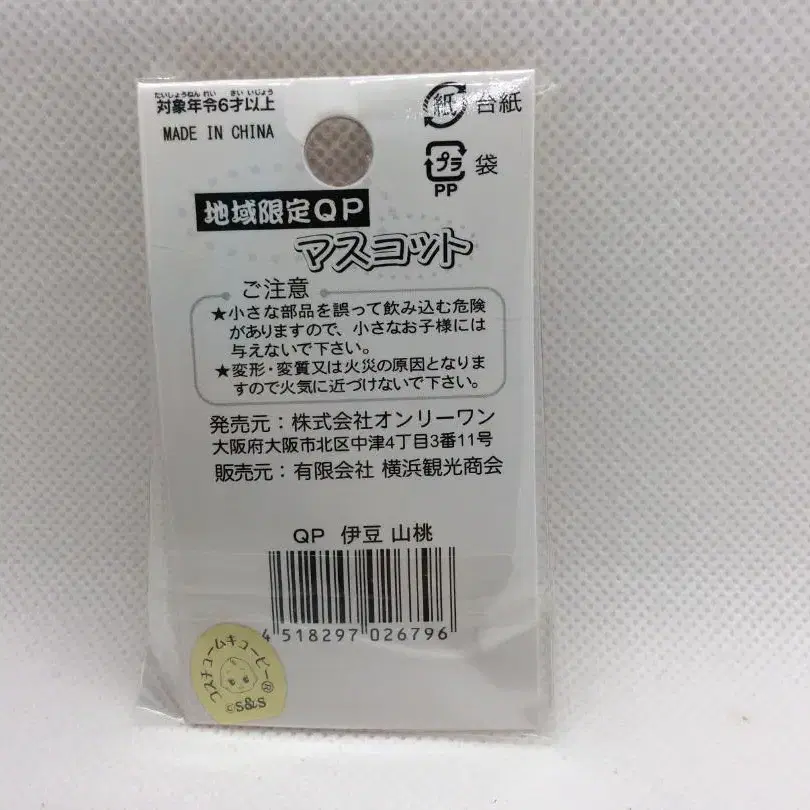 たいしょうねんれい さいいじょう
対象年令6才以上
MADE IN CHINA
紙 台紙
プラ 袋
PP
地域限定QP
マスコット
ご注意
★小さな部品を誤って飲み込む危険
がありますので、小さなお子様には
与えないで下さい。
★変形・変質又は火災の原因となりま
すので火気に近づけないで下さい。
発売元:株式会社オンリーワン
大阪府大阪市北区中津4丁目3番11号
販売元:有限会社 横浜観光商会
QP 伊豆 山桃
4 518297 026796
コスチュームキューピー®
©S&S